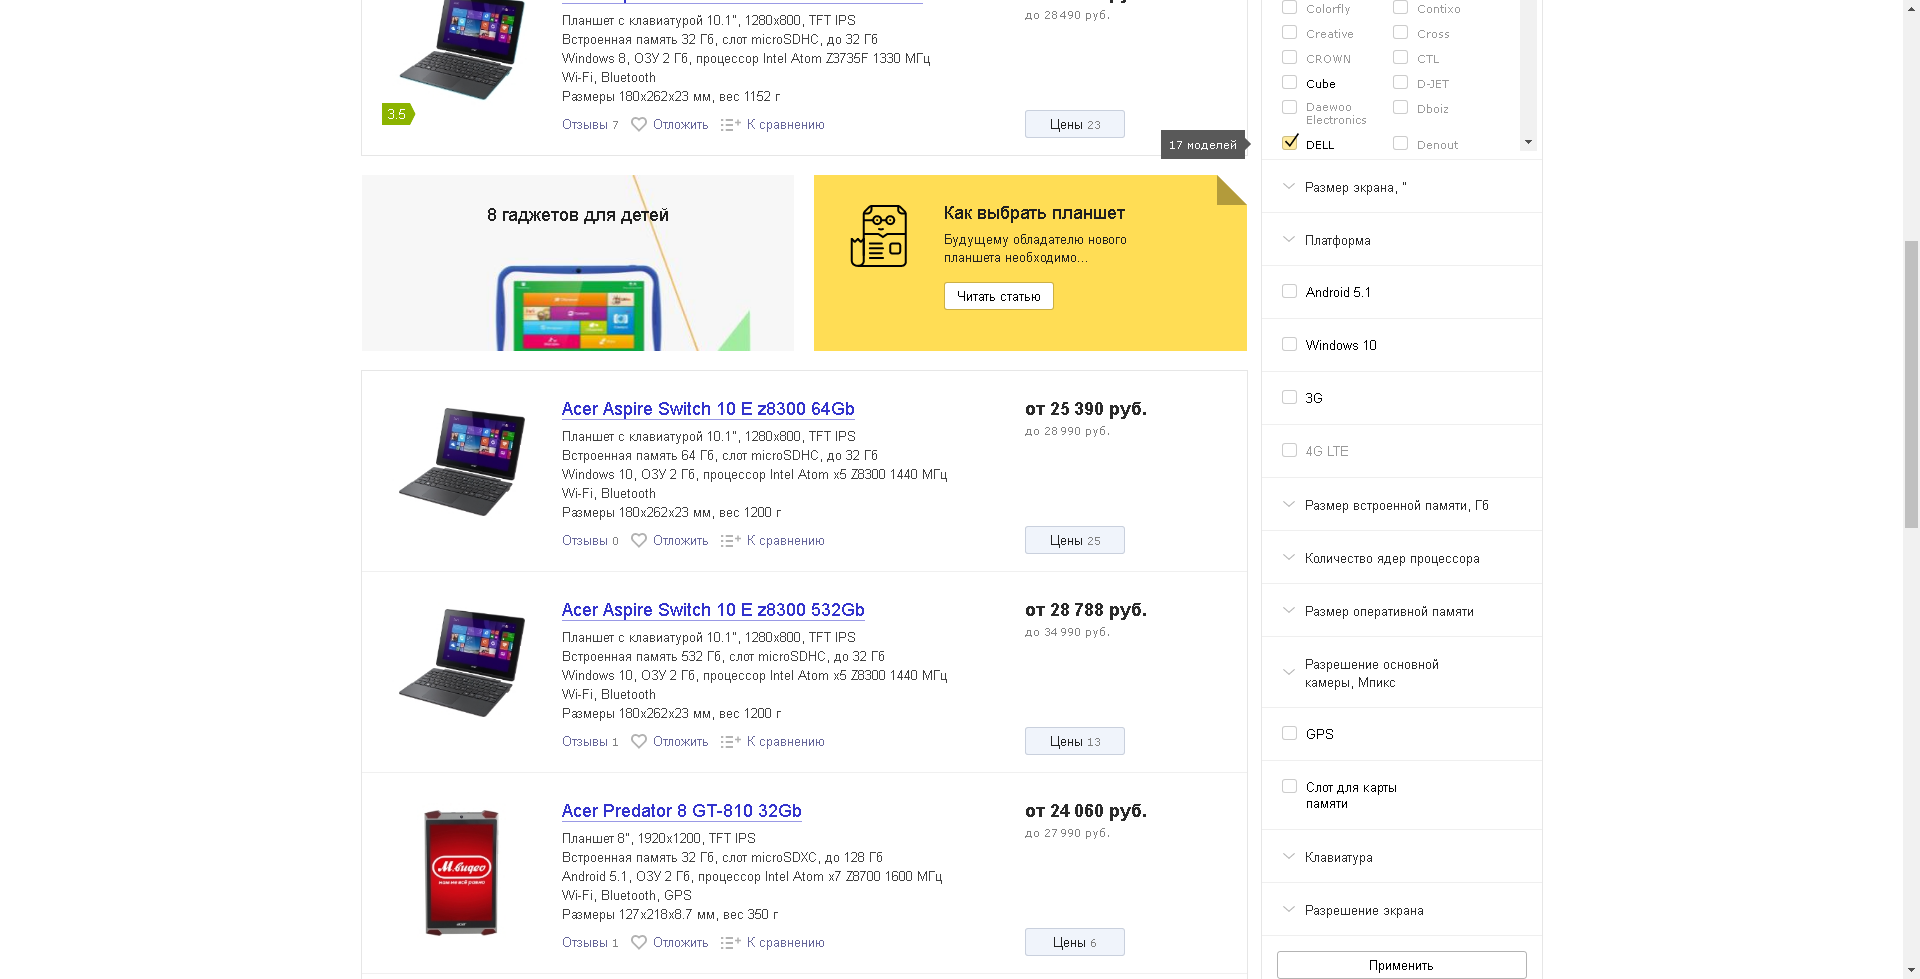 до 28 490 руб.
Планшет с клавиатурой 10.1", 1280x800, TFT IPS
Встроенная память 32 Гб, слот microSDHC, до 32 Гб
Windows 8, ОЗУ 2 Гб, процессор Intel Atom Z3735F 1330 МГц
Wi-Fi, Bluetooth
Размеры 180x262x23 мм, вес 1152 г
3.5
Отзывы 7 Отложить К сравнению
Цены 23
8 гаджетов для детей
Как выбрать планшет
Будущему обладателю нового
планшета необходимо...
Читать статью
Acer Aspire Switch 10 E z8300 64Gb
от 25 390 руб.
до 28 990 руб.
Планшет с клавиатурой 10.1", 1280x800, TFT IPS
Встроенная память 64 Гб, слот microSDHC, до 32 Гб
Windows 10, ОЗУ 2 Гб, процессор Intel Atom x5 Z8300 1440 МГц
Wi-Fi, Bluetooth
Размеры 180x262x23 мм, вес 1200 г
Отзывы 0 Отложить К сравнению
Цены 25
Acer Aspire Switch 10 E z8300 532Gb
от 28 788 руб.
до 34 990 руб.
Планшет с клавиатурой 10.1", 1280x800, TFT IPS
Встроенная память 532 Гб, слот microSDHC, до 32 Гб
Windows 10, ОЗУ 2 Гб, процессор Intel Atom x5 Z8300 1440 МГц
Wi-Fi, Bluetooth
Размеры 180x262x23 мм, вес 1200 г
Отзывы 1 Отложить К сравнению
Цены 13
Acer Predator 8 GT-810 32Gb
от 24 060 руб.
до 27 990 руб.
Планшет 8", 1920x1200, TFT IPS
Встроенная память 32 Гб, слот microSDXC, до 128 Гб
Android 5.1, ОЗУ 2 Гб, процессор Intel Atom x7 Z8700 1600 МГц
Wi-Fi, Bluetooth, GPS
Размеры 127x218x8.7 мм, вес 350 г
М.видео
нам не всё равно
Отзывы 1 Отложить К сравнению
Цены 6
Colorfly Contixo
Creative Cross
CROWN CTL
Cube D-JET
Daewoo
Electronics
Dboiz
DELL Denout
17 моделей
Размер экрана, "
Платформа
Android 5.1
Windows 10
3G
4G LTE
Размер встроенной памяти, Гб
Количество ядер процессора
Размер оперативной памяти
Разрешение основной
камеры, Мпикс
GPS
Слот для карты
памяти
Клавиатура
Разрешение экрана
Применить